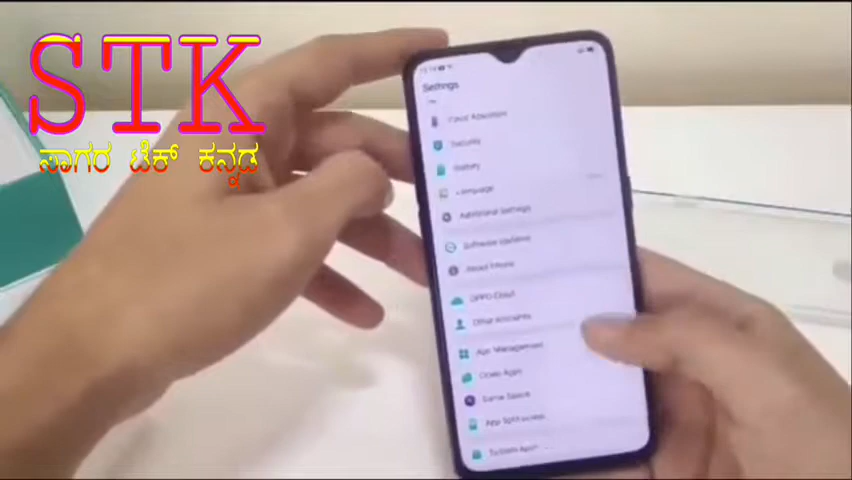 STK
ಸಾಗರ ಟೆಕ್ ಕನ್ನಡ
Settings
Security
Battery
Language
Additional Settings
Software Updates
About Phone
OPPO Cloud
Other Accounts
App Management
Clone Apps
Game Space
App Split-screen
System Apps